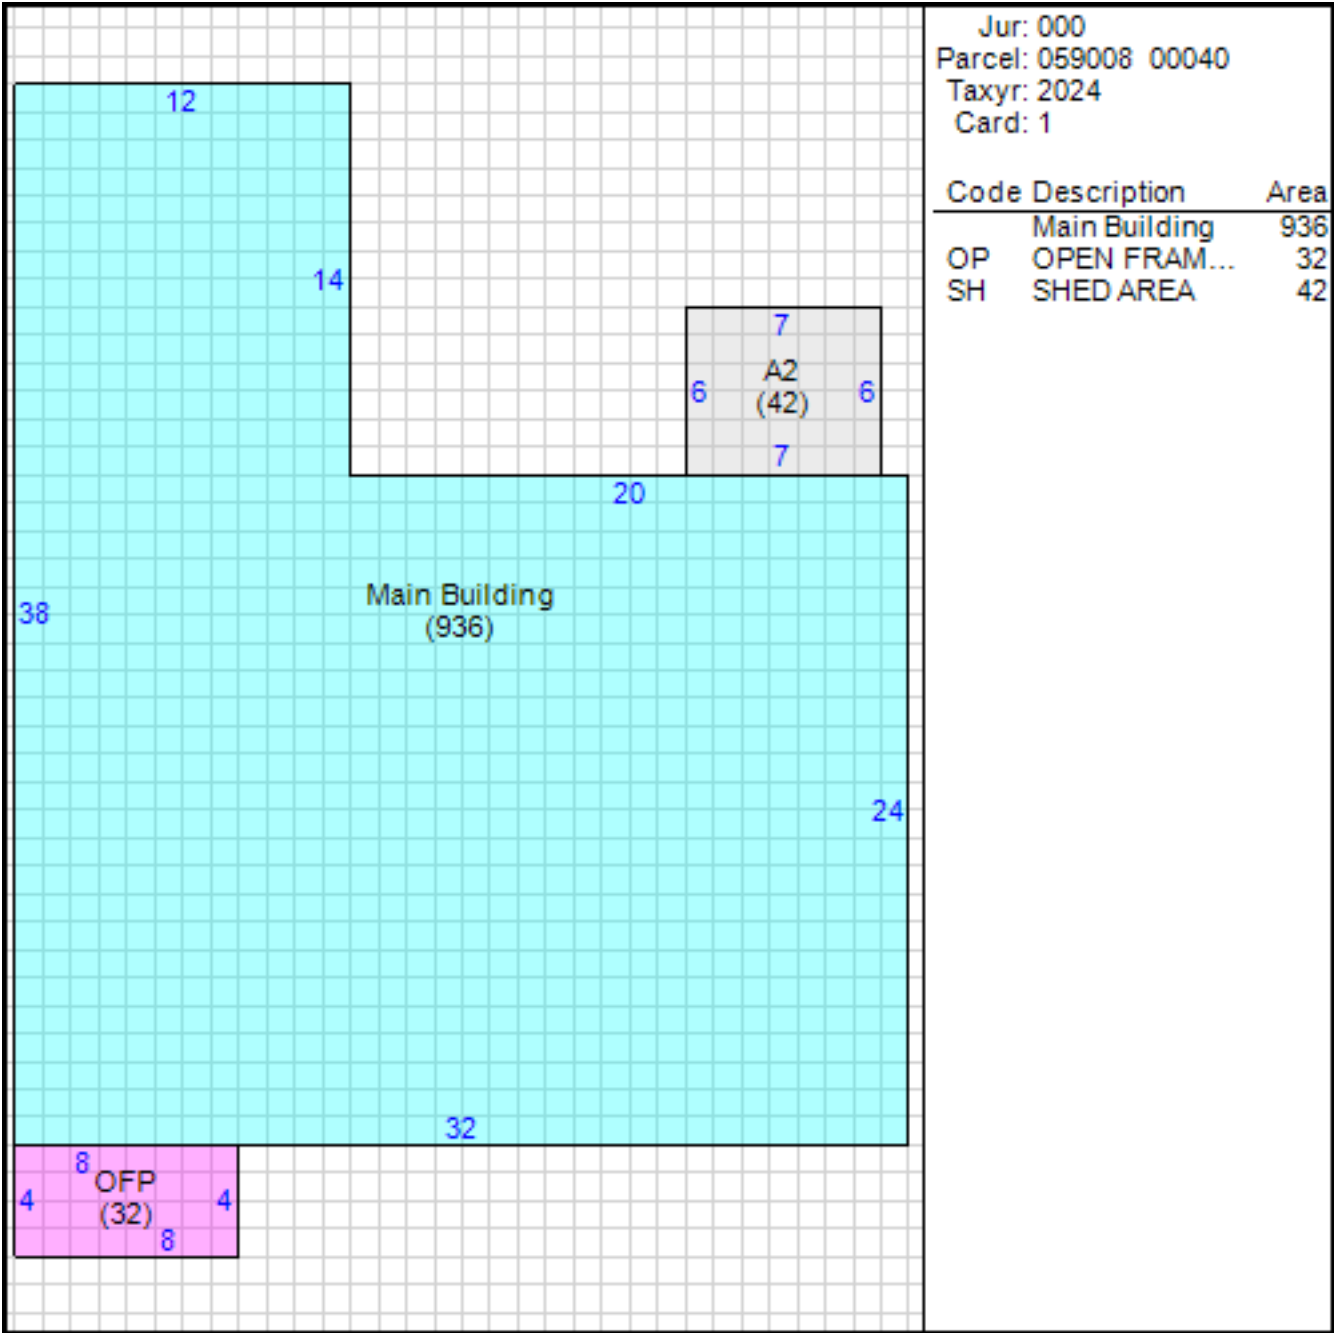 Jur: 000
Parcel: 059008 00040
Taxyr: 2024
Card: 1
Code Description Area
Main Building 936
OP OPEN FRAM... 32
SH SHED AREA 42
12
14
7
A2
6 6
(42)
7
20
Main Building
(936)
38
24
32
8
OFP
4 4
(32)
8